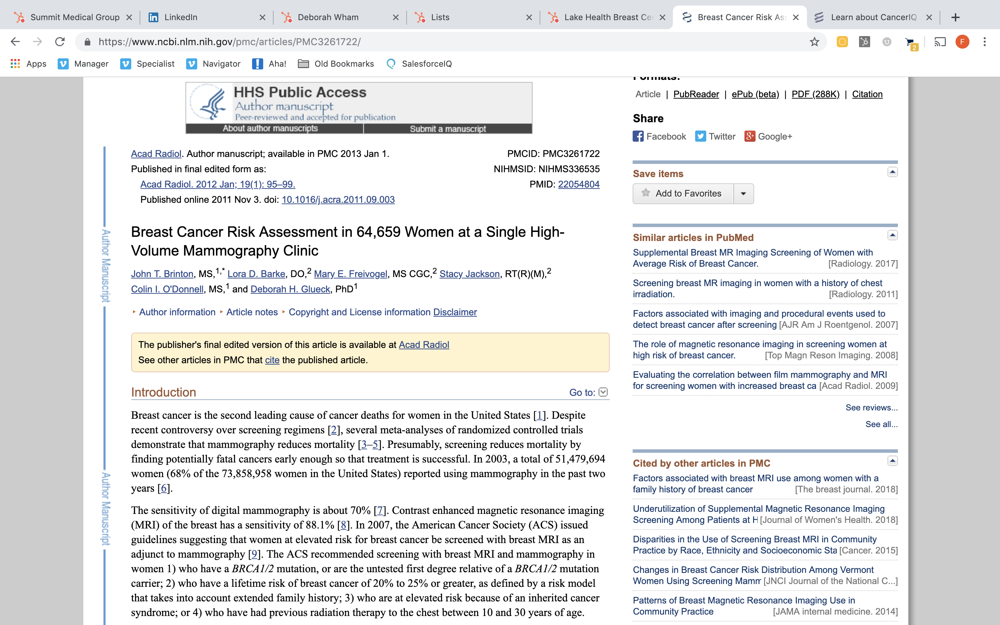 Summit Medical Group
LinkedIn
Deborah Wham
Lists
Lake Health Breast Ce
Breast Cancer Risk As
Learn about CancerIQ
https://www.ncbi.nlm.nih.gov/pmc/articles/PMC3261722/
2
F
Apps
Manager
Specialist
Navigator
Aha!
Old Bookmarks
SalesforceIQ
HHS Public Access
Author manuscript
Peer-reviewed and accepted for publication
About author manuscripts
Submit a manuscript
Acad Radiol. Author manuscript; available in PMC 2013 Jan 1.
Published in final edited form as:
Acad Radiol. 2012 Jan; 19(1): 95–99.
Published online 2011 Nov 3. doi: 10.1016/j.acra.2011.09.003
PMCID: PMC3261722
NIHMSID: NIHMS336535
PMID: 22054804
Breast Cancer Risk Assessment in 64,659 Women at a Single High-
Volume Mammography Clinic
John T. Brinton, MS,1,* Lora D. Barke, DO,2 Mary E. Freivogel, MS CGC,2 Stacy Jackson, RT(R)(M),2
Colin I. O'Donnell, MS,1 and Deborah H. Glueck, PhD1
Author information Article notes Copyright and License information Disclaimer
The publisher's final edited version of this article is available at Acad Radiol
See other articles in PMC that cite the published article.
Introduction
Go to:
Breast cancer is the second leading cause of cancer deaths for women in the United States [1]. Despite
recent controversy over screening regimens [2], several meta-analyses of randomized controlled trials
demonstrate that mammography reduces mortality [3–5]. Presumably, screening reduces mortality by
finding potentially fatal cancers early enough so that treatment is successful. In 2003, a total of 51,479,694
women (68% of the 73,858,958 women in the United States) reported using mammography in the past two
years [6].
The sensitivity of digital mammography is about 70% [7]. Contrast enhanced magnetic resonance imaging
(MRI) of the breast has a sensitivity of 88.1% [8]. In 2007, the American Cancer Society (ACS) issued
guidelines suggesting that women at elevated risk for breast cancer be screened with breast MRI as an
adjunct to mammography [9]. The ACS recommended screening with breast MRI and mammography in
women 1) who have a BRCA1/2 mutation, or are the untested first degree relative of a BRCA1/2 mutation
carrier; 2) who have a lifetime risk of breast cancer of 20% to 25% or greater, as defined by a risk model
that takes into account extended family history; 3) who are at elevated risk because of an inherited cancer
syndrome; or 4) who have had previous radiation therapy to the chest between 10 and 30 years of age.
Author Manuscript
Author Manuscript
Formats:
Article | PubReader | ePub (beta) | PDF (288K) | Citation
Share
Facebook Twitter Google+
Save items
Add to Favorites
Similar articles in PubMed
Supplemental Breast MR Imaging Screening of Women with
Average Risk of Breast Cancer. [Radiology. 2017]
Screening breast MR imaging in women with a history of chest
irradiation. [Radiology. 2011]
Factors associated with imaging and procedural events used to
detect breast cancer after screening [AJR Am J Roentgenol. 2007]
The role of magnetic resonance imaging in screening women at
high risk of breast cancer. [Top Magn Reson Imaging. 2008]
Evaluating the correlation between film mammography and MRI
for screening women with increased breast ca [Acad Radiol. 2009]
See reviews...
See all...
Cited by other articles in PMC
Factors associated with breast MRI use among women with a
family history of breast cancer [The breast journal. 2018]
Underutilization of Supplemental Magnetic Resonance Imaging
Screening Among Patients at H [Journal of Women's Health. 2018]
Disparities in the Use of Screening Breast MRI in Community
Practice by Race, Ethnicity and Socioeconomic Sta [Cancer. 2015]
Changes in Breast Cancer Risk Distribution Among Vermont
Women Using Screening Mamm [JNCI Journal of the National C...]
Patterns of Breast Magnetic Resonance Imaging Use in
Community Practice [JAMA internal medicine. 2014]